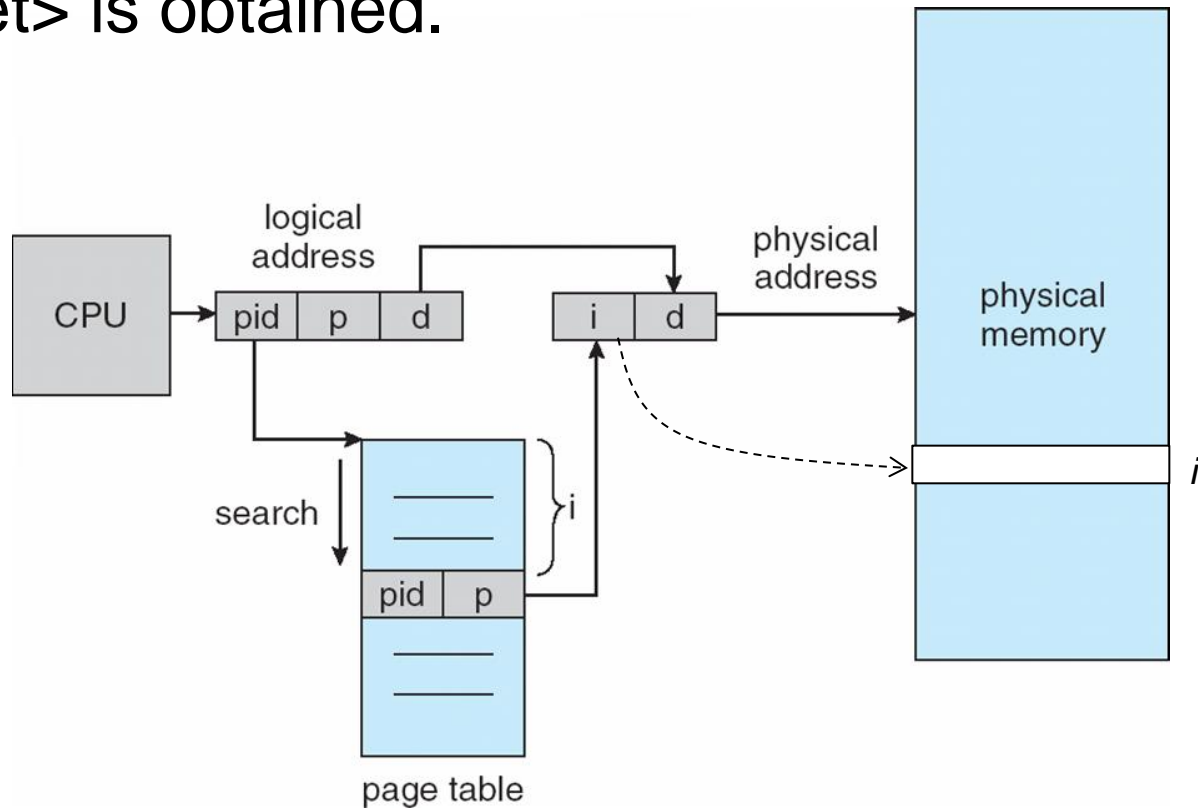 et> is obtained.
logical
address
physical
address
CPU
pid p d
i d
physical
memory
i
search
i
pid p
page table